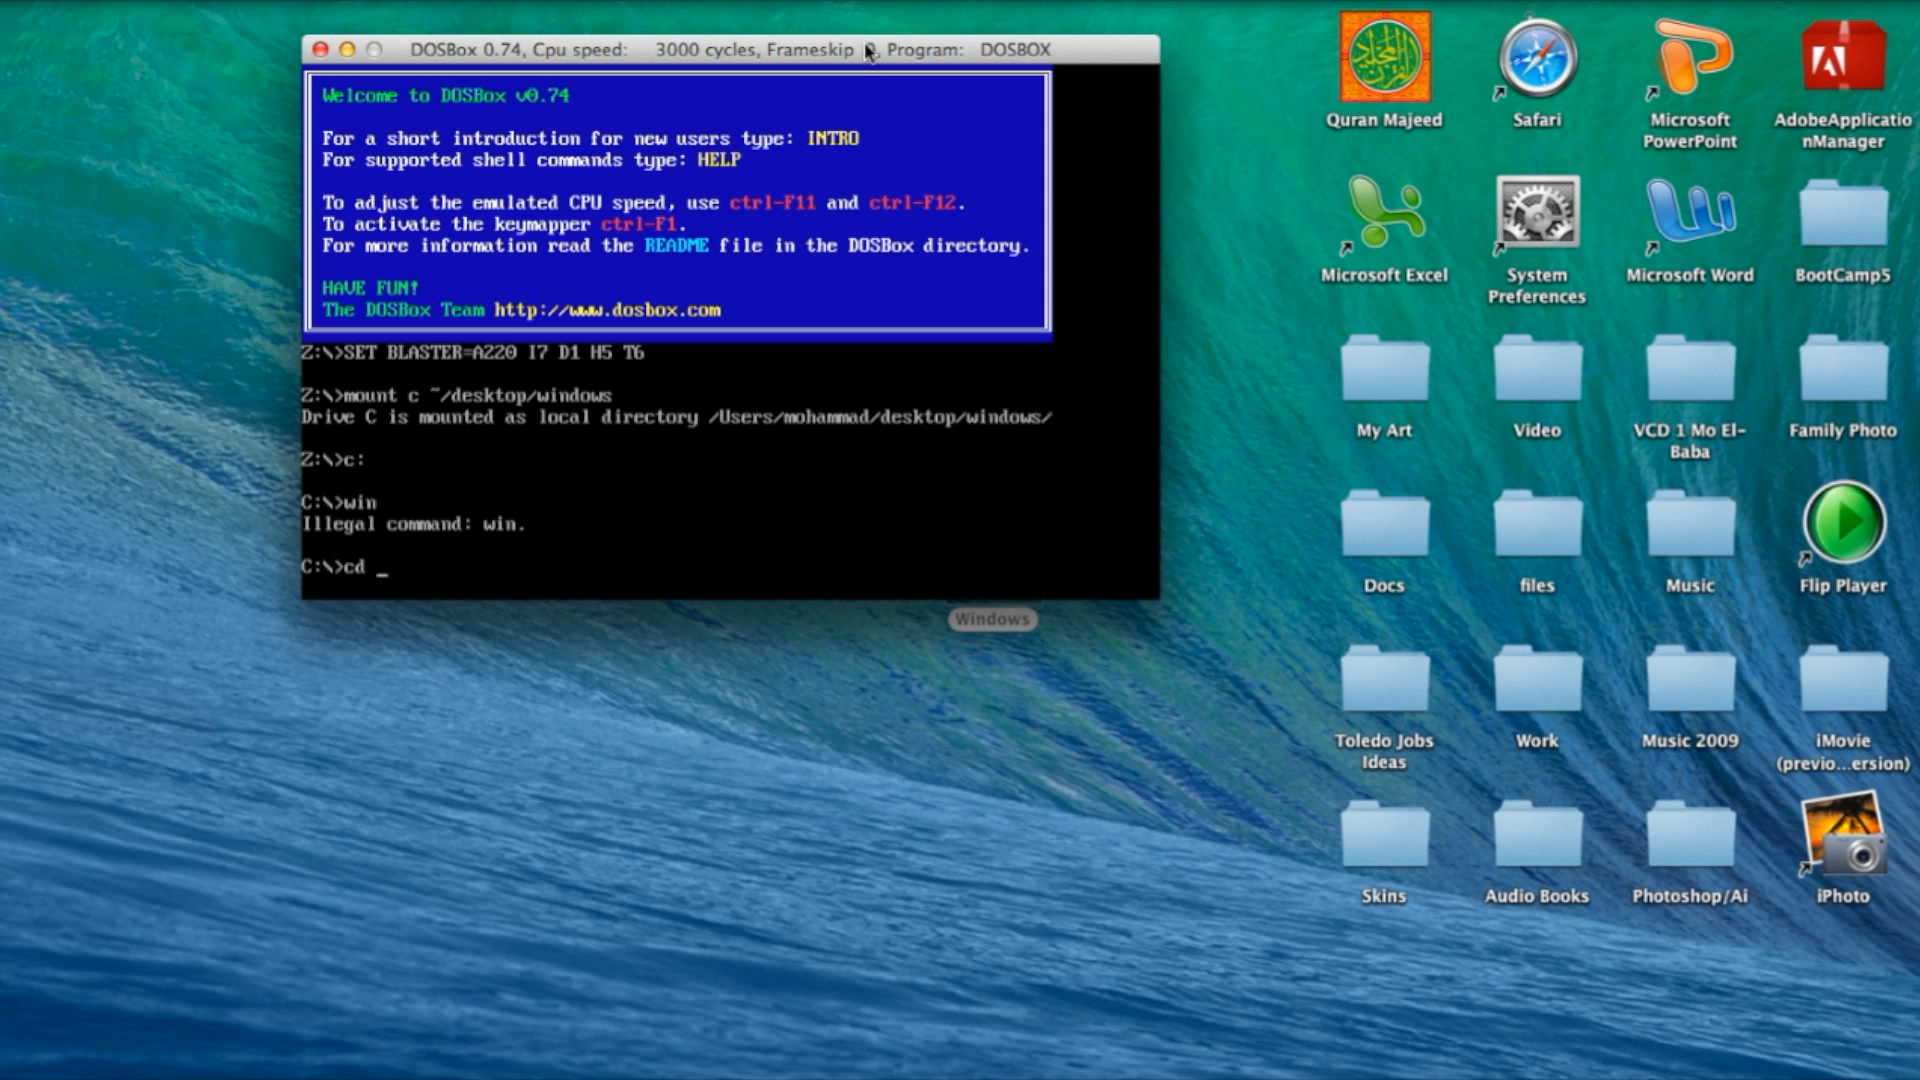 DOSBox 0.74, Cpu speed: 3000 cycles, Frameskip 0, Program: DOSBOX
Welcome to DOSBox v0.74
For a short introduction for new users type: INTRO
For supported shell commands type: HELP
To adjust the emulated CPU speed, use ctrl-F11 and ctrl-F12.
To activate the keymapper ctrl-F1.
For more information read the README file in the DOSBox directory.
HAVE FUN!
The DOSBox Team http://www.dosbox.com
Z:\>SET BLASTER=A220 I7 D1 H5 T6
Z:\>mount c ~/desktop/windows
Drive C is mounted as local directory /Users/mohammad/desktop/windows/
Z:\>c:
C:\>win
Illegal command: win.
C:\>cd _
Windows
Quran Majeed
Safari
Microsoft
PowerPoint
AdobeApplicatio
nManager
Microsoft Excel
System
Preferences
Microsoft Word
BootCamp5
My Art
Video
VCD 1 Mo El-
Baba
Family Photo
Docs
files
Music
Flip Player
Toledo Jobs
Ideas
Work
Music 2009
iMovie
(previo...ersion)
Skins
Audio Books
Photoshop/Ai
iPhoto